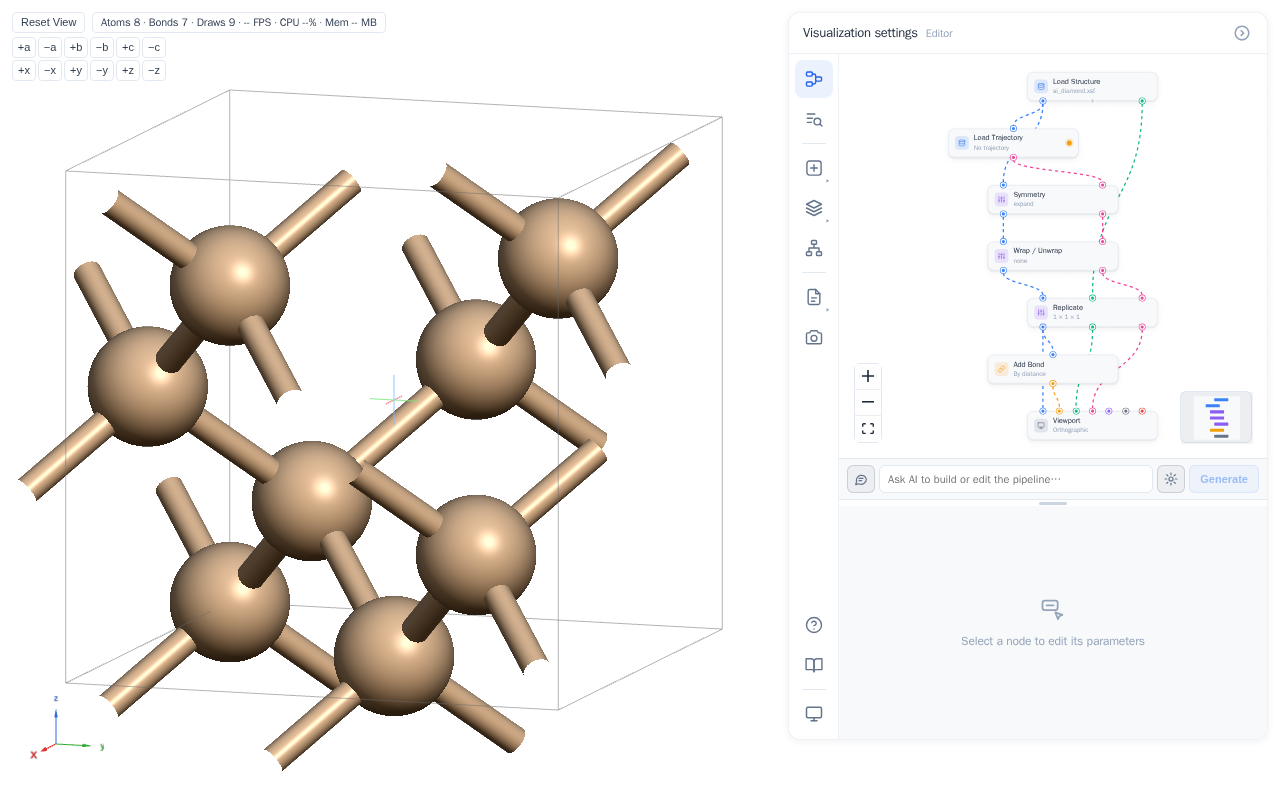 Reset View
Atoms 8 · Bonds 7 · Draws 9 · -- FPS · CPU --% · Mem -- MB
+a −a +b −b +c −c
+x −x +y −y +z −z
z
x
y
Visualization settings Editor
Load Structure
si_diamond.xsf
Load Trajectory
No trajectory
Symmetry
expand
Wrap / Unwrap
none
Replicate
1 × 1 × 1
Add Bond
By distance
Viewport
Orthographic
Ask AI to build or edit the pipeline···
Generate
Select a node to edit its parameters